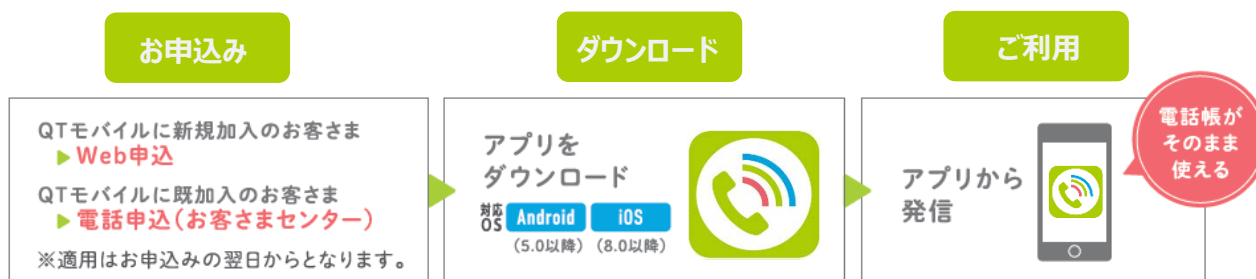 お申込み
QTモバイルに新規加入のお客さま
▶Web申込
QTモバイルに既加入のお客さま
▶電話申込(お客さまセンター)
※適用はお申込みの翌日からとなります。
ダウンロード
アプリを
ダウンロード
対応
OS
Android iOS
(5.0以降) (8.0以降)
ご利用
アプリから
発信
電話帳が
そのまま
使える